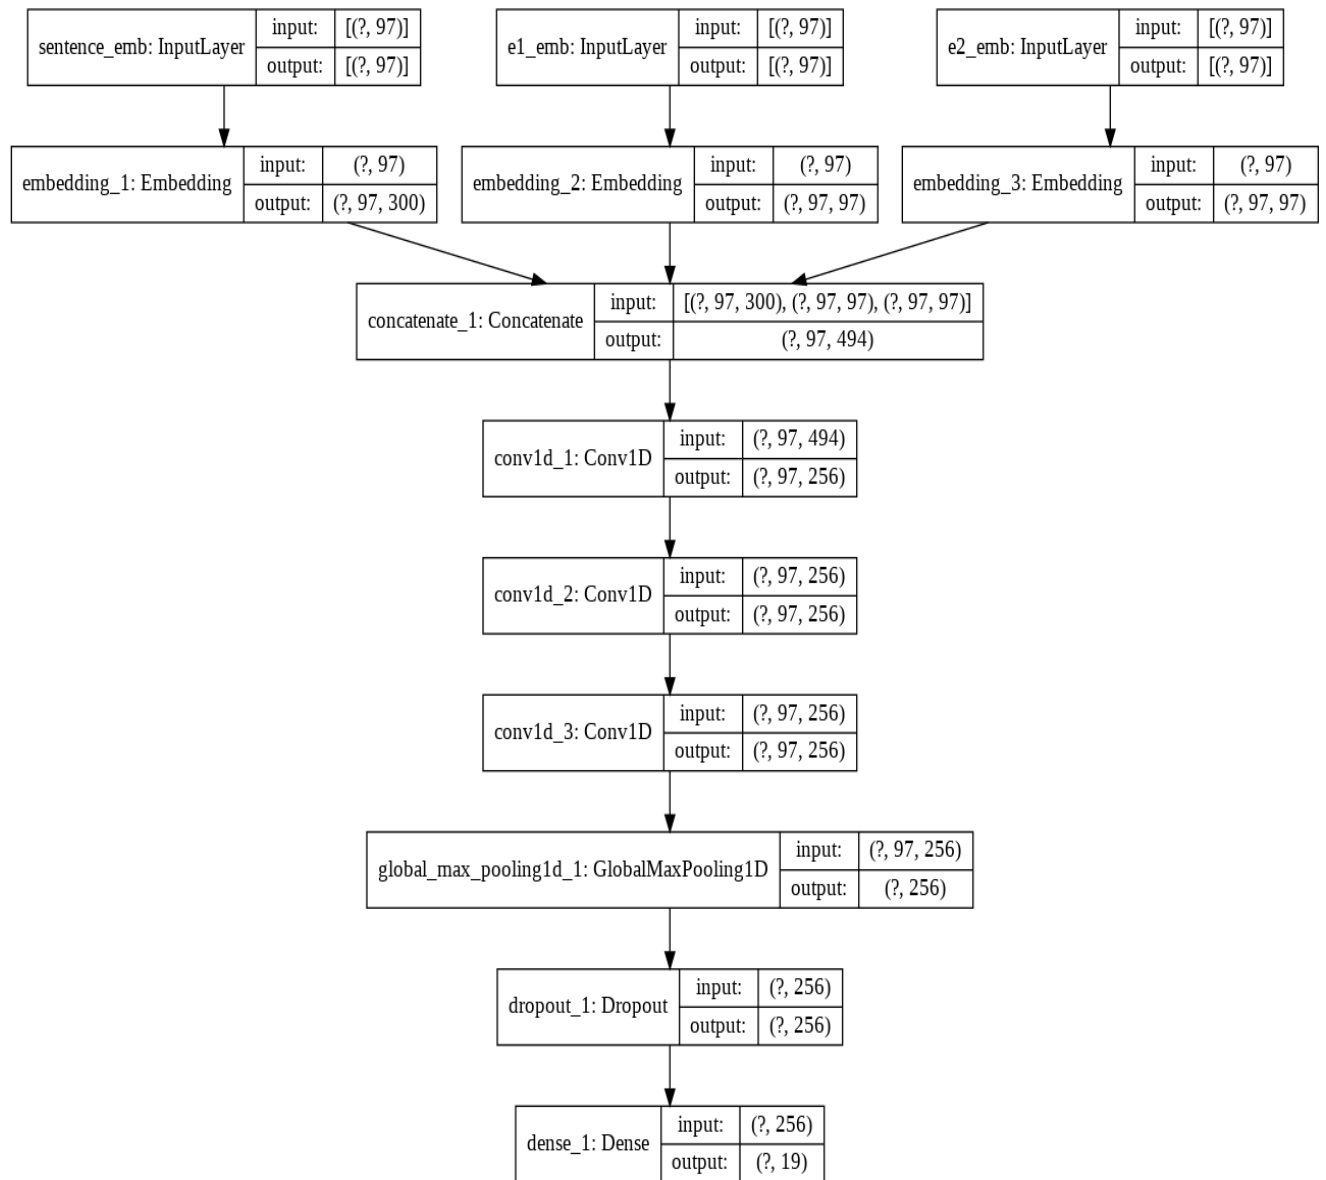 sentence_emb: InputLayer input: [(?, 97)] output: [(?, 97)]
e1_emb: InputLayer input: [(?, 97)] output: [(?, 97)]
e2_emb: InputLayer input: [(?, 97)] output: [(?, 97)]
embedding_1: Embedding input: (?, 97) output: (?, 97, 300)
embedding_2: Embedding input: (?, 97) output: (?, 97, 97)
embedding_3: Embedding input: (?, 97) output: (?, 97, 97)
concatenate_1: Concatenate input: [(?, 97, 300), (?, 97, 97), (?, 97, 97)] output: (?, 97, 494)
conv1d_1: Conv1D input: (?, 97, 494) output: (?, 97, 256)
conv1d_2: Conv1D input: (?, 97, 256) output: (?, 97, 256)
conv1d_3: Conv1D input: (?, 97, 256) output: (?, 97, 256)
global_max_pooling1d_1: GlobalMaxPooling1D input: (?, 97, 256) output: (?, 256)
dropout_1: Dropout input: (?, 256) output: (?, 256)
dense_1: Dense input: (?, 256) output: (?, 19)